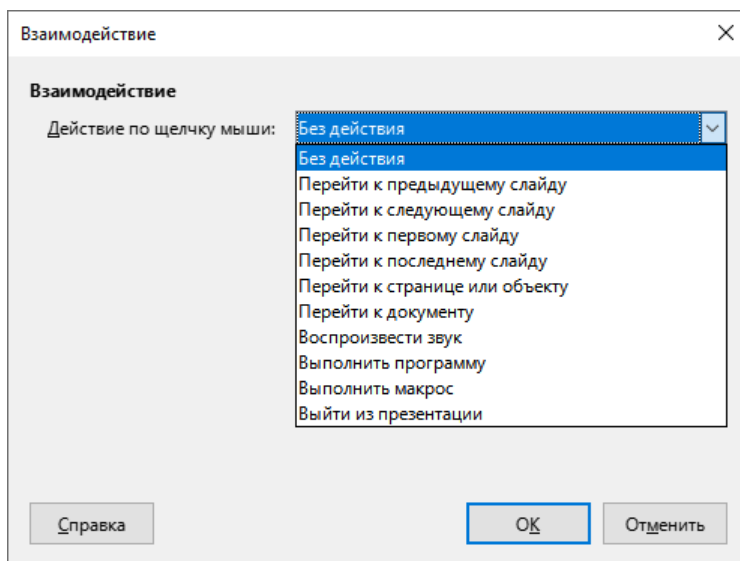 Взаимодействие
Взаимодействие
Действие по щелчку мыши: Без действия
Без действия
Перейти к предыдущему слайду
Перейти к следующему слайду
Перейти к первому слайду
Перейти к последнему слайду
Перейти к странице или объекту
Перейти к документу
Воспроизвести звук
Выполнить программу
Выполнить макрос
Выйти из презентации
Справка ОК Отменить